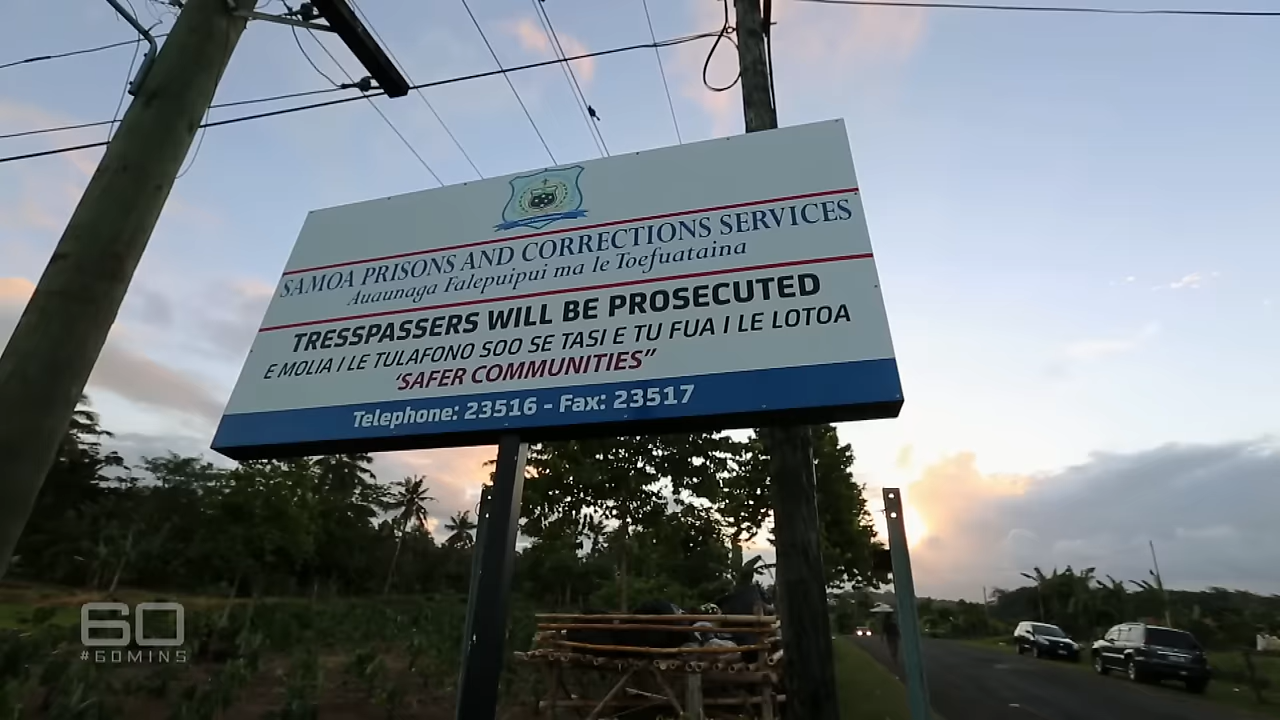 SAMOA PRISONS AND CORRECTIONS SERVICES
Auaunaga Falepuipui ma le Toefuataina
TRESSPASSERS WILL BE PROSECUTED
E MOLIA I LE TULAFONO SOO SE TASI E TU FUA I LE LOTOA
'SAFER COMMUNITIES"
Telephone: 23516 - Fax: 23517
60
#60MINS